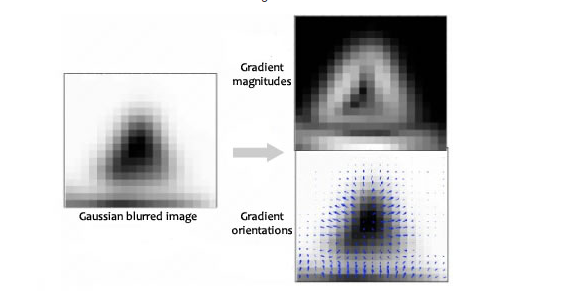 Gradient
magnitudes
Gaussian blurred image
Gradient
orientations